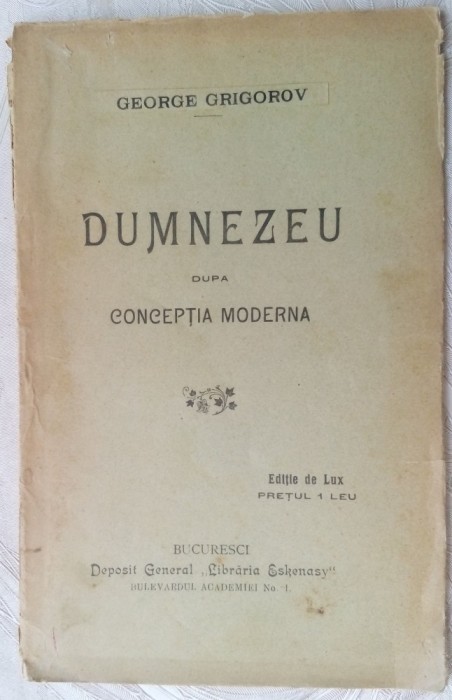 GEORGE GRIGOROV
DUMNEZEU
DUPA
CONCEPȚIA MODERNA
Ediție de Lux
PREȚUL 1 LEU
BUCURESCI
Deposit General „Librăria Eskenasy“
BULEVARDUL ACADEMIEI No. 1.